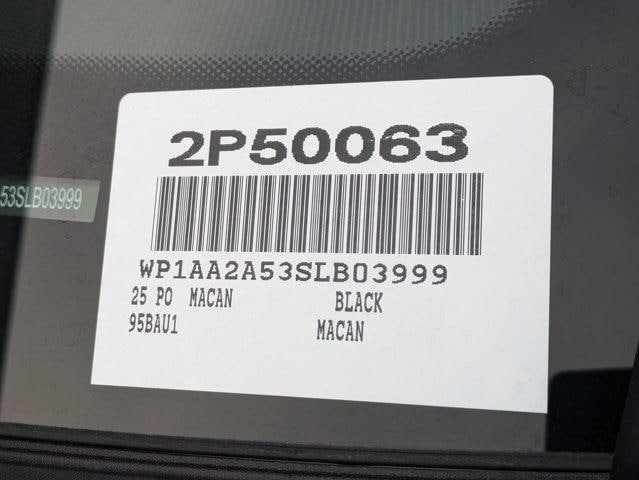 2P50063
53SLB03999
WP1AA2A53SLB03999
25 PO MACAN BLACK
95BAU1 MACAN